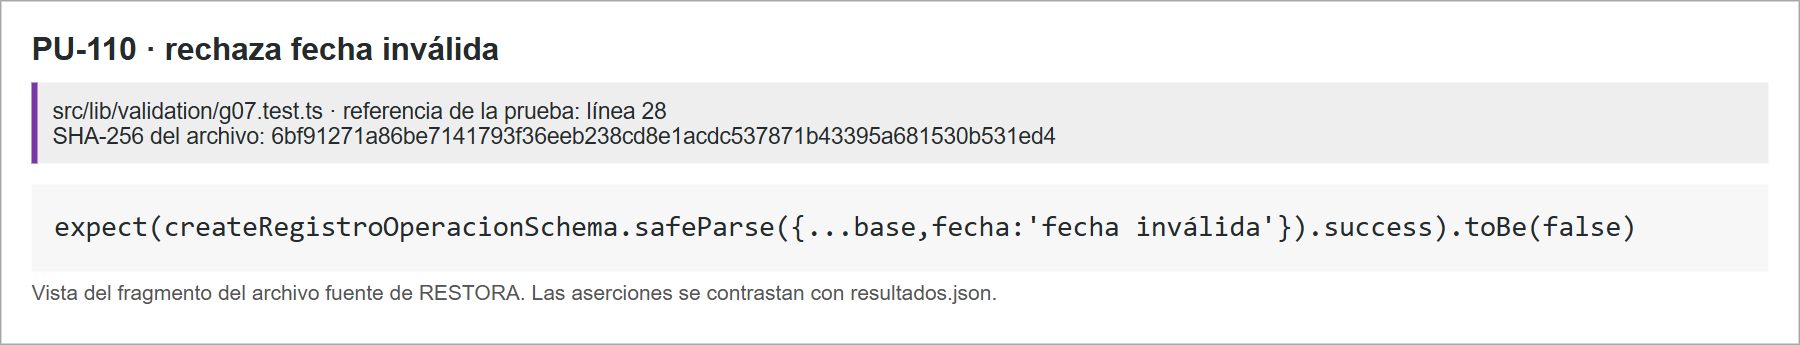 PU-110 · rechaza fecha inválida
src/lib/validation/g07.test.ts · referencia de la prueba: línea 28
SHA-256 del archivo: 6bf91271a86be7141793f36eeb238cd8e1acdc537871b43395a681530b531ed4
expect(createRegistroOperacionSchema.safeParse({...base,fecha:'fecha inválida'}).success).toBe(false)
Vista del fragmento del archivo fuente de RESTORA. Las aserciones se contrastan con resultados.json.